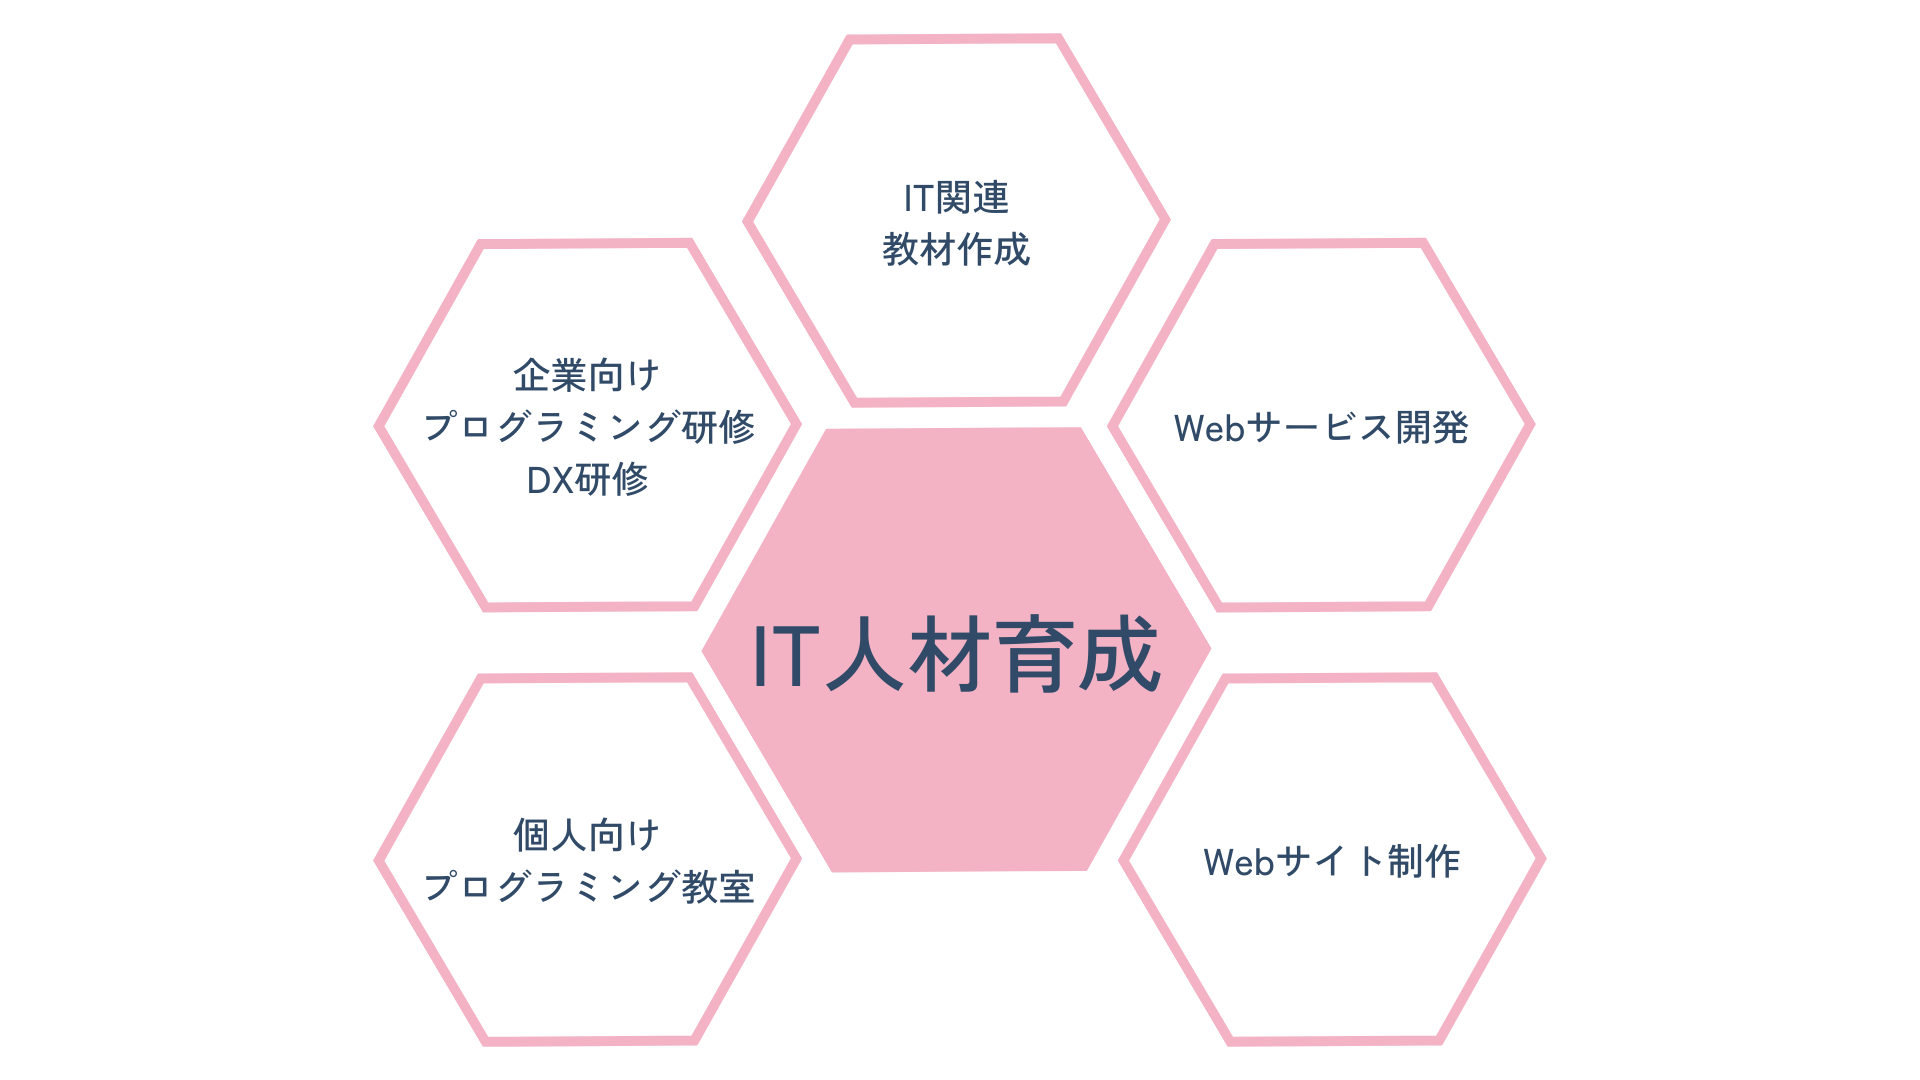 IT関連
教材作成
企業向け
プログラミング研修
DX研修
Webサービス開発
IT人材育成
個人向け
プログラミング教室
Webサイト制作